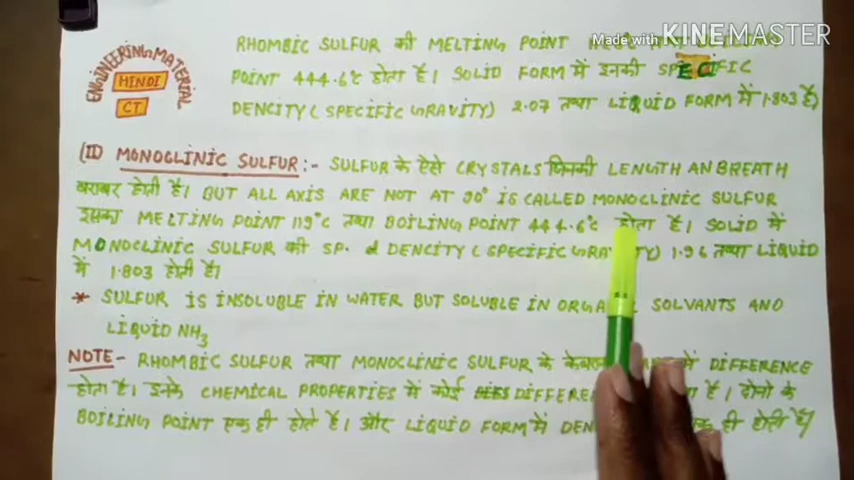 Made with KINEMASTER
ENGINEERING MATERIAL
HINDI
CT
RHOMBIC SULFUR की MELTING POINT
POINT 444.6°C होता है। SOLID FORM में इनकी SPECIFIC
DENCITY (SPECIFIC GRAVITY) 2.07 तथा LIQUID FORM में 1.803 है)
(II) MONOCLINIC SULFUR:- SULFUR के ऐसे CRYSTALS जिनकी LENGTH AN BREATH
बराबर होती है। BUT ALL AXIS ARE NOT AT 90° IS CALLED MONOCLINIC SULFUR
इसका MELTING POINT 119°C तथा BOILING POINT 444.6°C होता है। SOLID में
MONOCLINIC SULFUR की SP. d DENCITY (SPECIFIC GRAVITY) 1.96 तथा LIQUID
में 1.803 होती है।
* SULFUR IS INSOLUBLE IN WATER BUT SOLUBLE IN ORGANIC SOLVANTS AND
LIQUID NH3
NOTE- RHOMBIC SULFUR तथा MONOCLINIC SULFUR के केवल में DIFFERENCE
होता है। इनके CHEMICAL PROPERTIES में कोई है। दोनो के
BOILING POINT एक ही होते है। और LIQUID FORM में ही होती है।